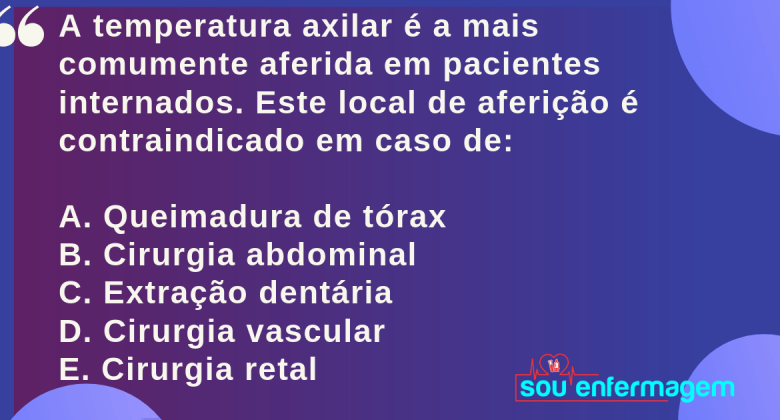 A temperatura axilar é a mais
comumente aferida em pacientes
internados. Este local de aferição é
contraindicado em caso de:
A. Queimadura de tórax
B. Cirurgia abdominal
C. Extração dentária
D. Cirurgia vascular
E. Cirurgia retal
sou enfermagem